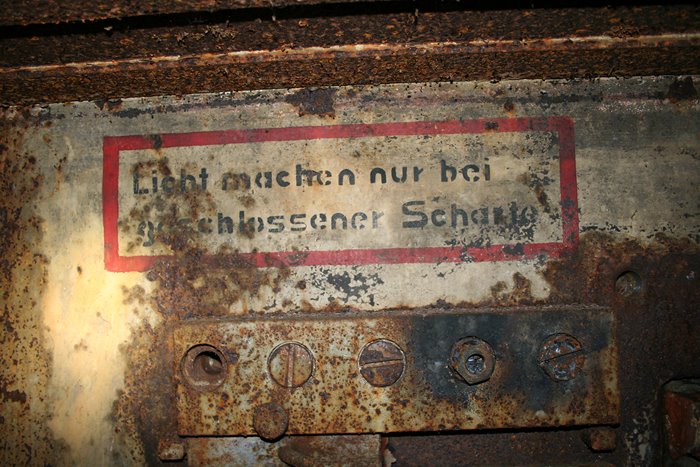 Licht machen nur bei
geschlossener Scharte